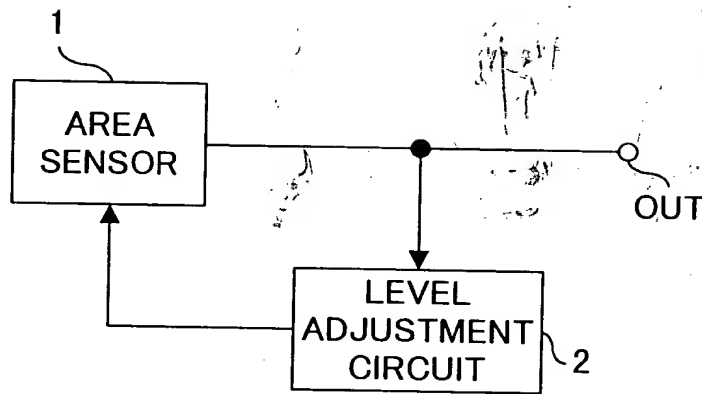 1
AREA
SENSOR
OUT
LEVEL
ADJUSTMENT
CIRCUIT
2